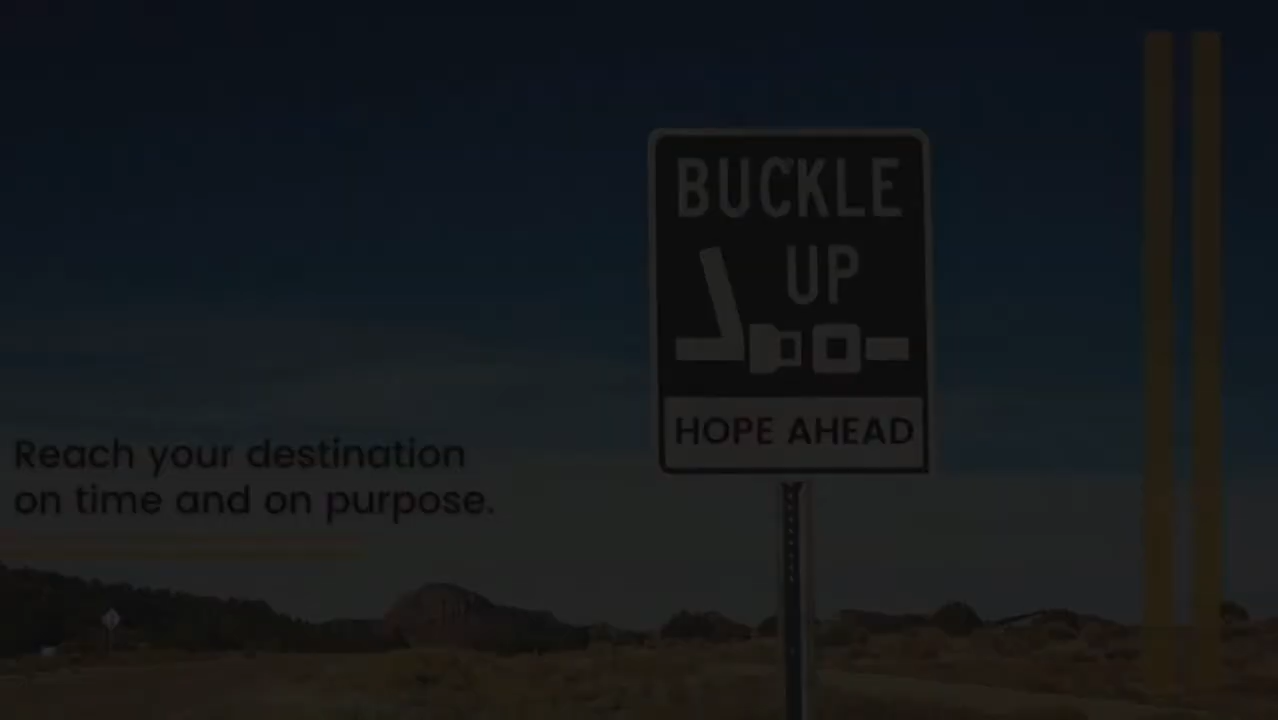 BUCKLE
UP
HOPE AHEAD
Reach your destination
on time and on purpose.